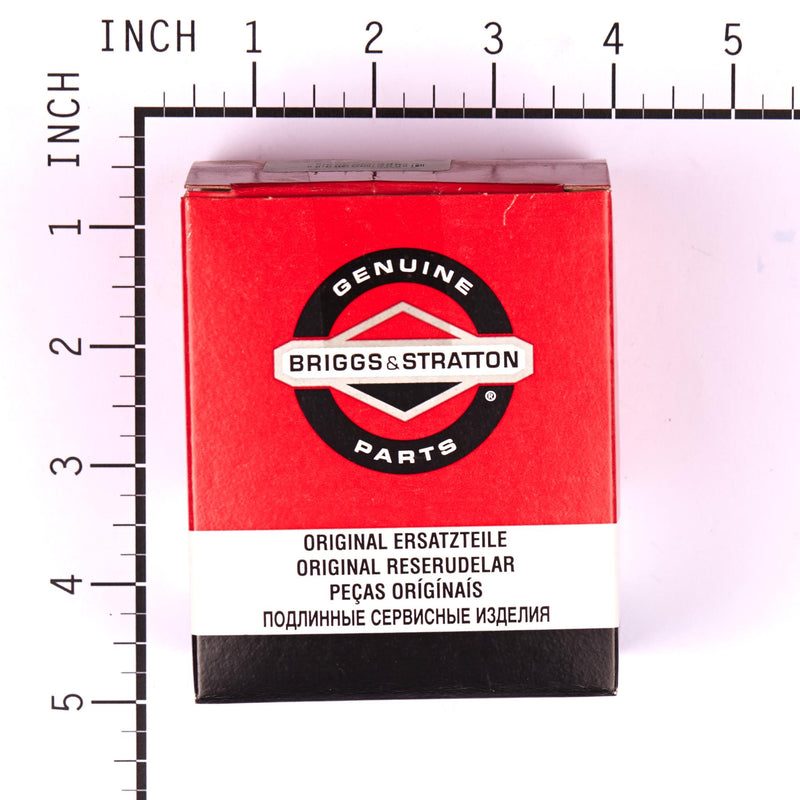 INCH 1 2 3 4 5
INCH
1
2
3
4
5
GENUINE
BRIGGS & STRATTON
®
PARTS
ORIGINAL ERSATZTEILE
ORIGINAL RESERUDELAR
PEÇAS ORÍGÍNAÍS
ПОДЛИННЫЕ СЕРВИСНЫЕ ИЗДЕЛИЯ